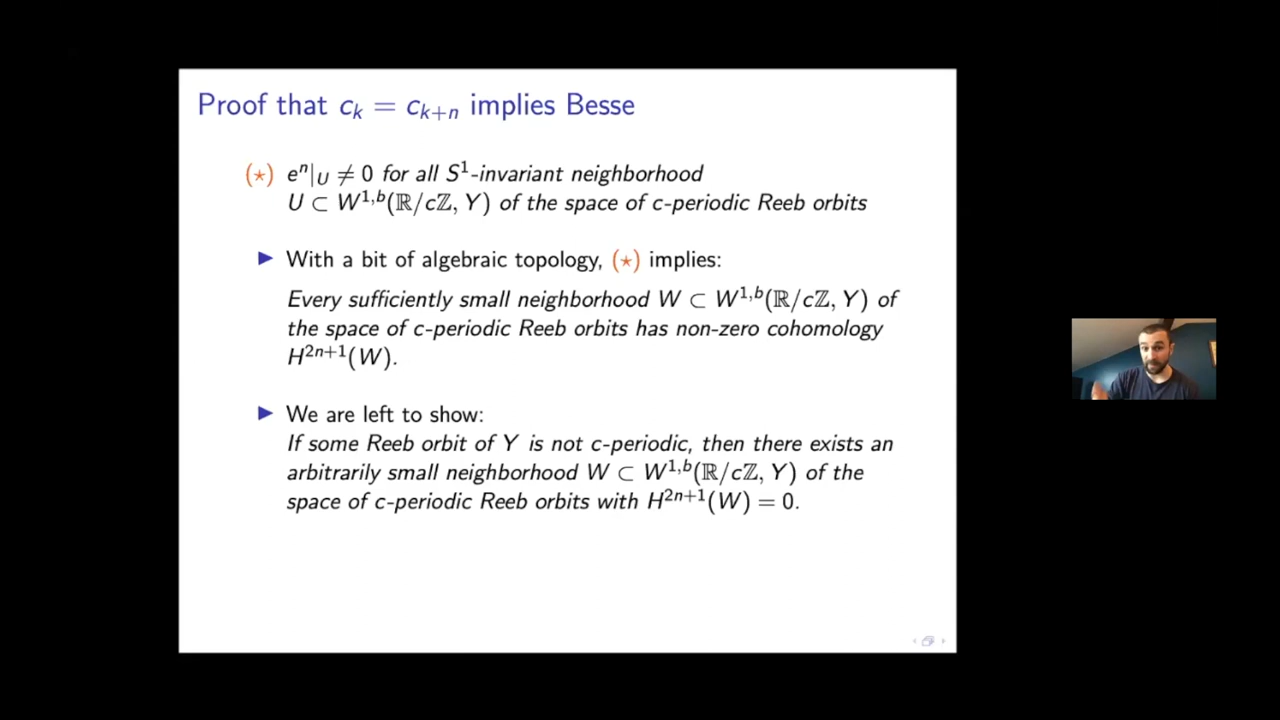 Proof that cₖ = cₖ₊ₙ implies Besse
(⋆) eⁿ|_U ≠ 0 for all S¹-invariant neighborhood
U ⊂ W^{1,b}(ℝ/cℤ, Y) of the space of c-periodic Reeb orbits
▶ With a bit of algebraic topology, (⋆) implies:
Every sufficiently small neighborhood W ⊂ W^{1,b}(ℝ/cℤ, Y) of
the space of c-periodic Reeb orbits has non-zero cohomology
H^{2n+1}(W).
▶ We are left to show:
If some Reeb orbit of Y is not c-periodic, then there exists an
arbitrarily small neighborhood W ⊂ W^{1,b}(ℝ/cℤ, Y) of the
space of c-periodic Reeb orbits with H^{2n+1}(W) = 0.